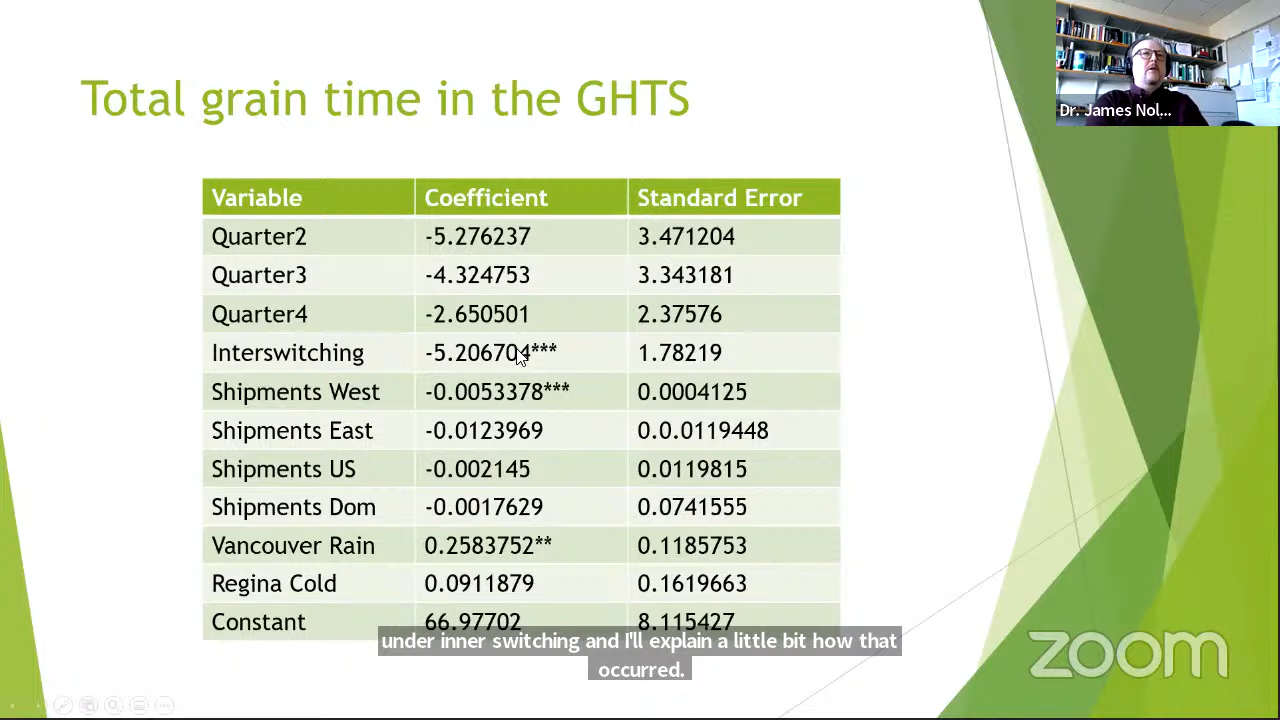 Total grain time in the GHTS
Dr. James Nol...
Variable Coefficient Standard Error
Quarter2 -5.276237 3.471204
Quarter3 -4.324753 3.343181
Quarter4 -2.650501 2.37576
Interswitching -5.206704*** 1.78219
Shipments West -0.0053378*** 0.0004125
Shipments East -0.0123969 0.0.0119448
Shipments US -0.002145 0.0119815
Shipments Dom -0.0017629 0.0741555
Vancouver Rain 0.2583752** 0.1185753
Regina Cold 0.0911879 0.1619663
Constant 66.97702 8.115427
under inner switching and I'll explain a little bit how that
occurred.
zoom